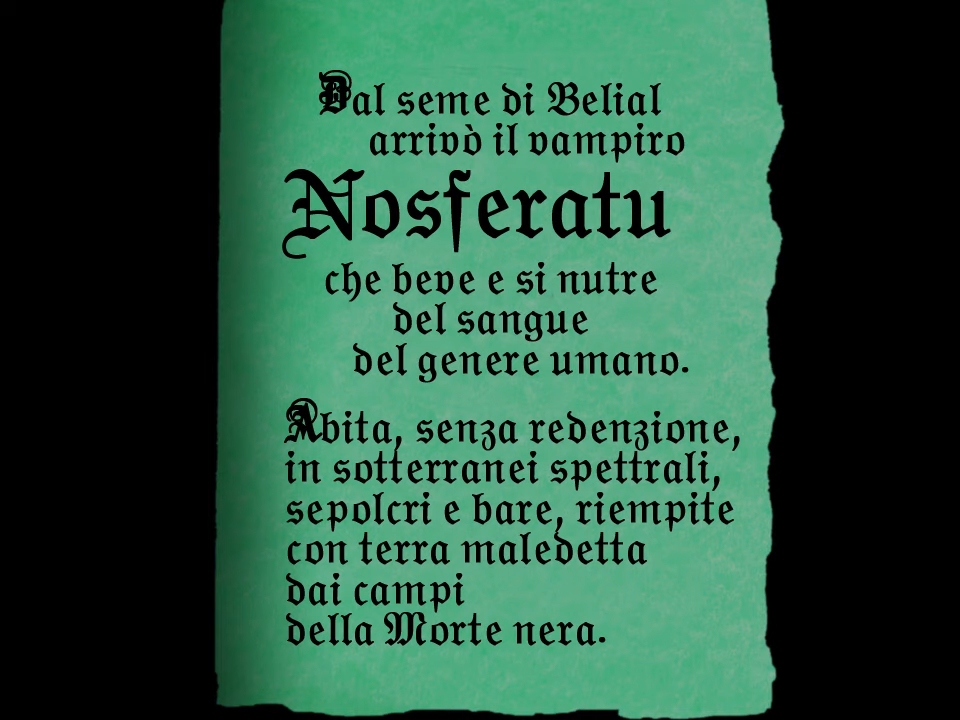 Dal seme di Belial
arrivò il vampiro
Nosferatu
che beve e si nutre
del sangue
del genere umano.
Abita, senza redenzione,
in sotterranei spettrali,
sepolcri e bare, riempite
con terra maledetta
dai campi
della Morte nera.